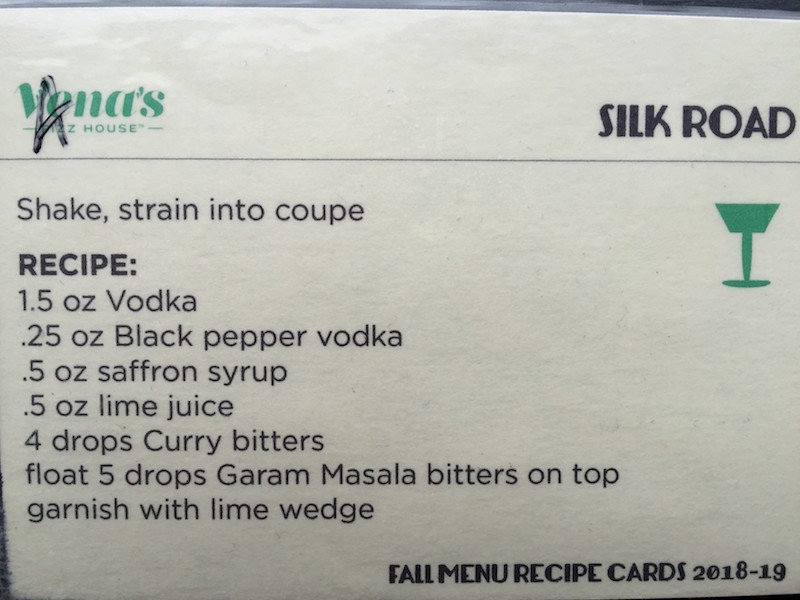 Vena's
FIZZ HOUSE™
SILK ROAD
Shake, strain into coupe
RECIPE:
1.5 oz Vodka
.25 oz Black pepper vodka
.5 oz saffron syrup
.5 oz lime juice
4 drops Curry bitters
float 5 drops Garam Masala bitters on top
garnish with lime wedge
FALL MENU RECIPE CARDS 2018-19